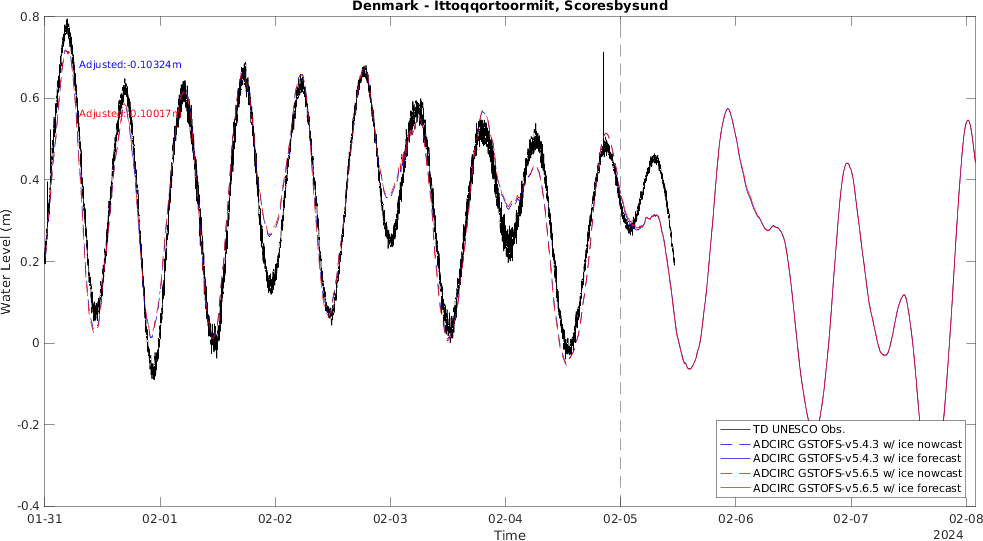 Denmark - Ittoqqortoormiit, Scoresbysund
0.8
0.6
0.4
0.2
0
-0.2
-0.4
Water Level (m)
Adjusted:-0.10324m
Adjusted:-0.10017m
TD UNESCO Obs.
ADCIRC GSTOFS-v5.4.3 w/ ice nowcast
ADCIRC GSTOFS-v5.4.3 w/ ice forecast
ADCIRC GSTOFS-v5.6.5 w/ ice nowcast
ADCIRC GSTOFS-v5.6.5 w/ ice forecast
01-31 02-01 02-02 02-03 02-04 02-05 02-06 02-07 02-08
Time
2024